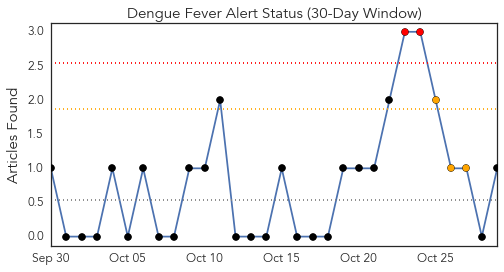 Dengue Fever Alert Status (30-Day Window)
Articles Found
3.0
2.5
2.0
1.5
1.0
0.5
0.0
Sep 30 Oct 05 Oct 10 Oct 15 Oct 20 Oct 25